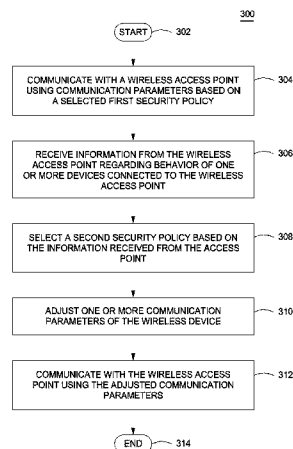 300
START 302
COMMUNICATE WITH A WIRELESS ACCESS POINT
USING COMMUNICATION PARAMETERS BASED ON
A SELECTED FIRST SECURITY POLICY
304
RECEIVE INFORMATION FROM THE WIRELESS
ACCESS POINT REGARDING BEHAVIOR OF ONE
OR MORE DEVICES CONNECTED TO THE WIRELESS
ACCESS POINT
306
SELECT A SECOND SECURITY POLICY BASED ON
THE INFORMATION RECEIVED FROM THE ACCESS
POINT
308
ADJUST ONE OR MORE COMMUNICATION
PARAMETERS OF THE WIRELESS DEVICE
310
COMMUNICATE WITH THE WIRELESS ACCESS
POINT USING THE ADJUSTED COMMUNICATION
PARAMETERS
312
END 314